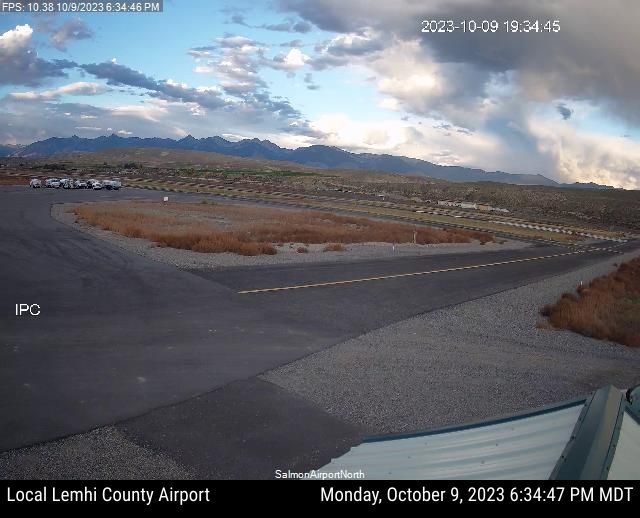 FPS: 10.38 10/9/2023 6:34:46 PM
2023-10-09 19:34:45
IPC
SalmonAirportNorth
Local Lemhi County Airport Monday, October 9, 2023 6:34:47 PM MDT